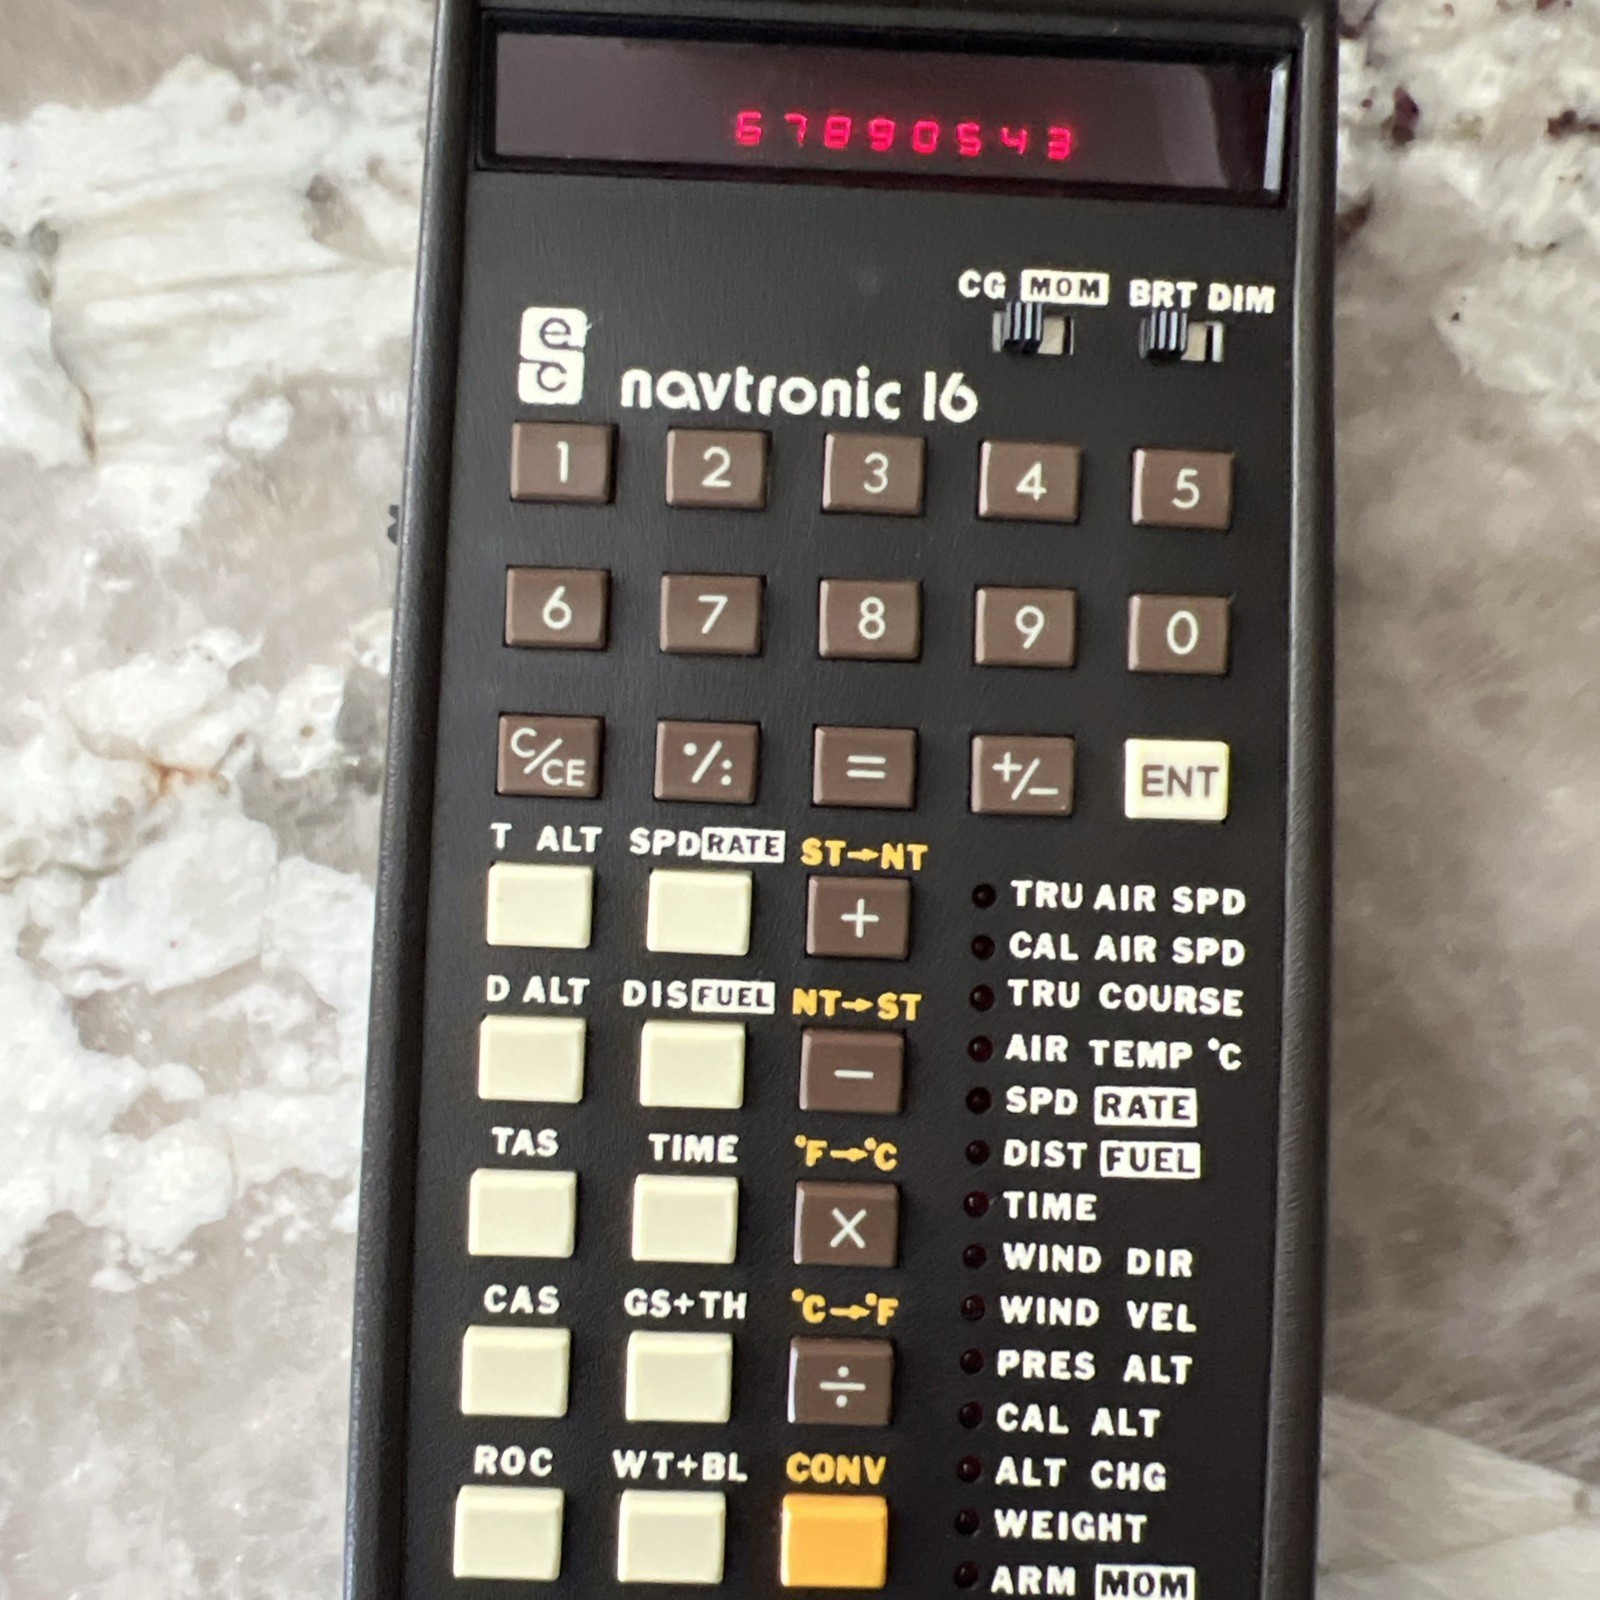 67890543
CG MOM BRT DIM
ec navtronic 16
1 2 3 4 5
6 7 8 9 0
C/CE •/: = +/− ENT
T ALT SPD RATE ST→NT
+
TRU AIR SPD
CAL AIR SPD
D ALT DIS FUEL NT→ST
−
TRU COURSE
AIR TEMP °C
SPD RATE
TAS TIME °F→°C
×
DIST FUEL
TIME
WIND DIR
CAS GS+TH °C→°F
÷
WIND VEL
PRES ALT
CAL ALT
ROC WT+BL CONV
ALT CHG
WEIGHT
ARM MOM